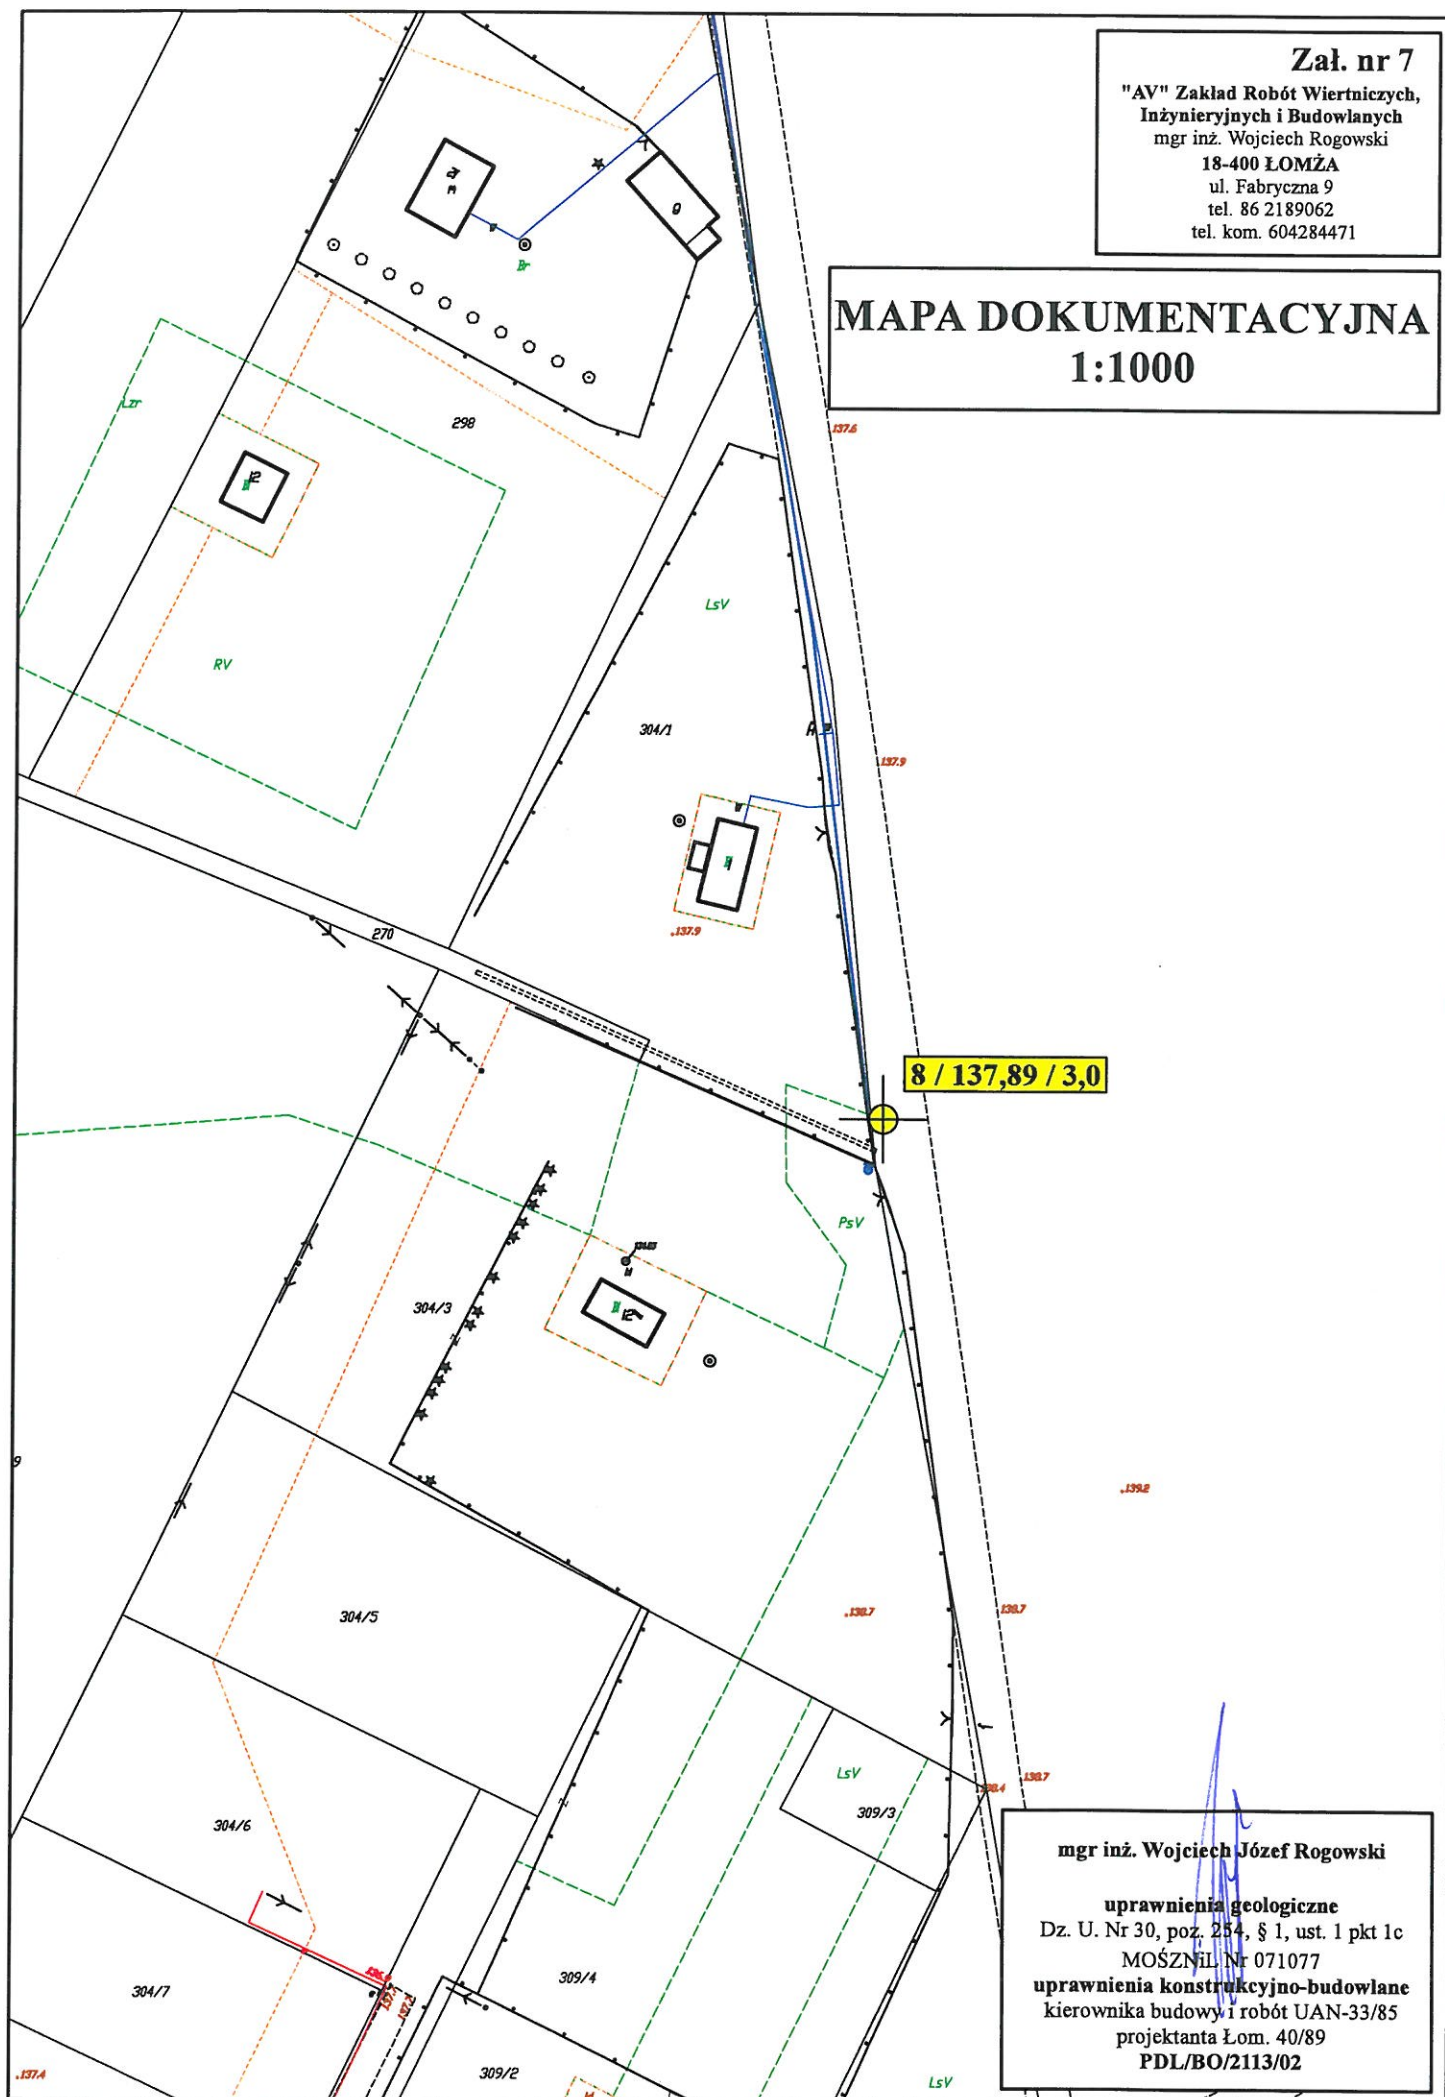 Zał. nr 7
"AV" Zakład Robót Wiertniczych,
Inżynieryjnych i Budowlanych
mgr inż. Wojciech Rogowski
18-400 ŁOMŻA
ul. Fabryczna 9
tel. 86 2189062
tel. kom. 604284471
MAPA DOKUMENTACYJNA
1:1000
g
Br
Lzr
298
137.6
LsV
RV
304/1
137.9
137.9
270
8 / 137,89 / 3,0
PsV
304/3
9
139.2
304/5
138.7
138.7
LsV
138.4
138.7
309/3
304/6
304/7
309/4
309/2
137.4
LsV
mgr inż. Wojciech Józef Rogowski
uprawnienia geologiczne
Dz. U. Nr 30, poz. 254, § 1, ust. 1 pkt 1c
MOŚZNiL Nr 071077
uprawnienia konstrukcyjno-budowlane
kierownika budowy i robót UAN-33/85
projektanta Łom. 40/89
PDL/BO/2113/02